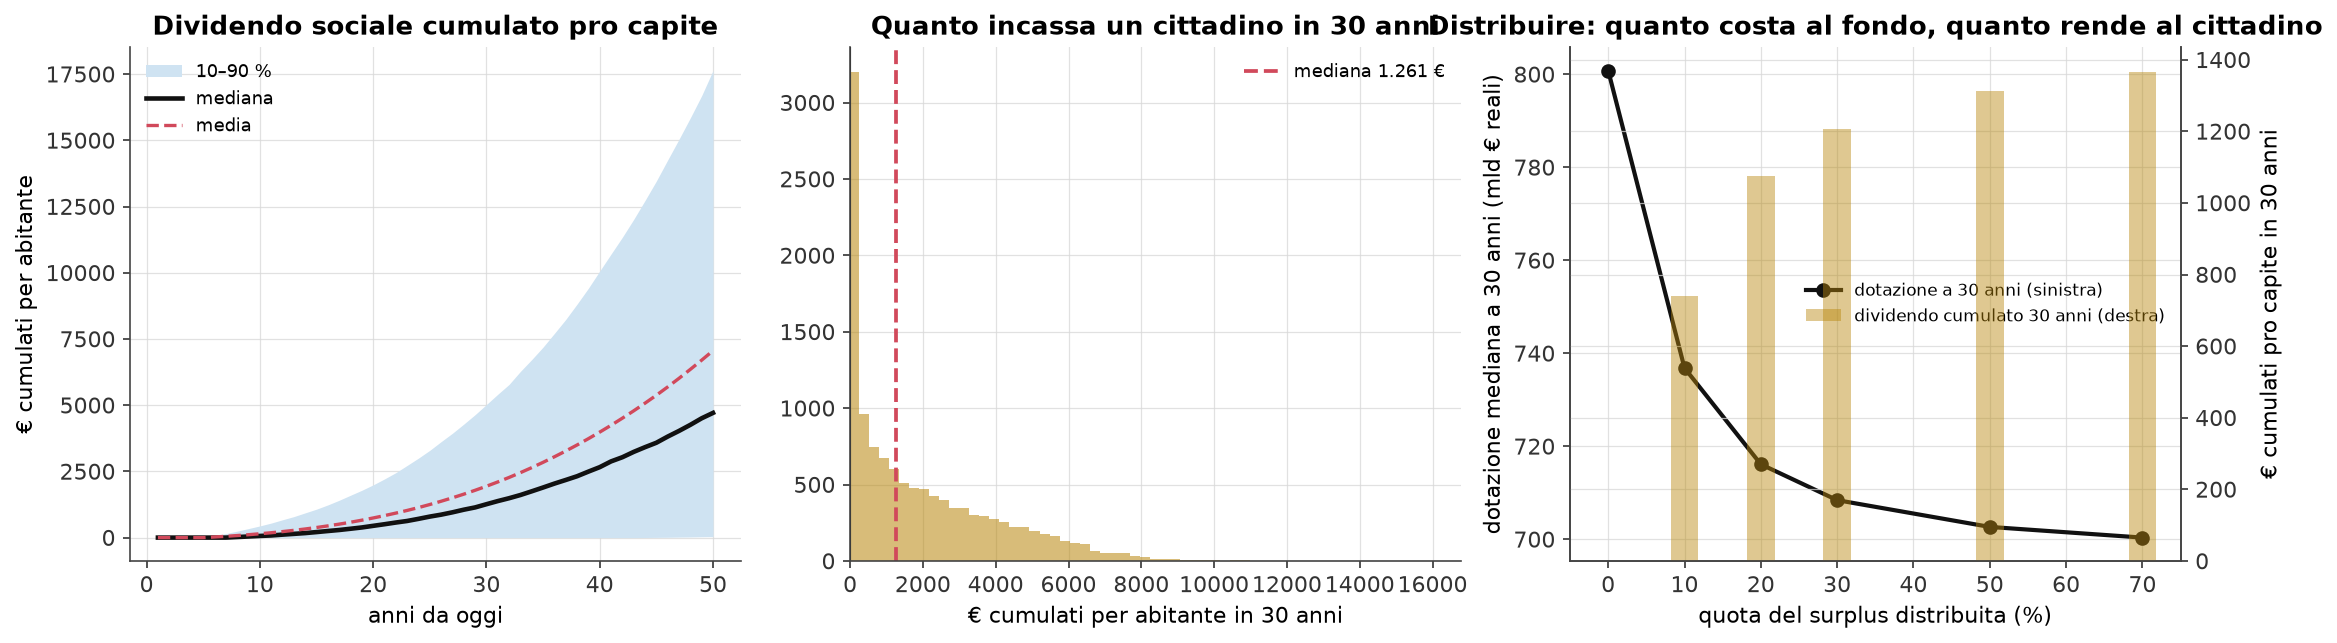 Dividendo sociale cumulato pro capite
€ cumulati per abitante
17500
15000
12500
10000
7500
5000
2500
0
10–90 %
mediana
media
0 10 20 30 40 50
anni da oggi
Quanto incassa un cittadino in 30 anni
3000
2500
2000
1500
1000
500
0
mediana 1.261 €
0 2000 4000 6000 8000 10000 12000 14000 16000
€ cumulati per abitante in 30 anni
Distribuire: quanto costa al fondo, quanto rende al cittadino
dotazione mediana a 30 anni (mld € reali)
800
780
760
740
720
700
dotazione a 30 anni (sinistra)
dividendo cumulato 30 anni (destra)
1400
1200
1000
800
600
400
200
0
€ cumulati pro capite in 30 anni
0 10 20 30 40 50 60 70
quota del surplus distribuita (%)